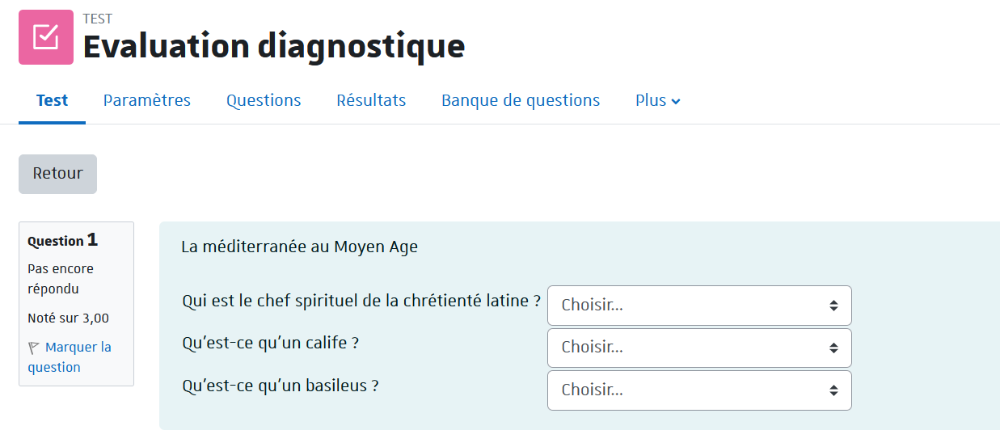 TEST
Evaluation diagnostique
Test Paramètres Questions Résultats Banque de questions Plus
Retour
Question 1
Pas encore
répondu
Noté sur 3,00
Marquer la
question
La méditerranée au Moyen Age
Qui est le chef spirituel de la chrétienté latine ? Choisir...
Qu'est-ce qu'un calife ? Choisir...
Qu'est-ce qu'un basileus ? Choisir...